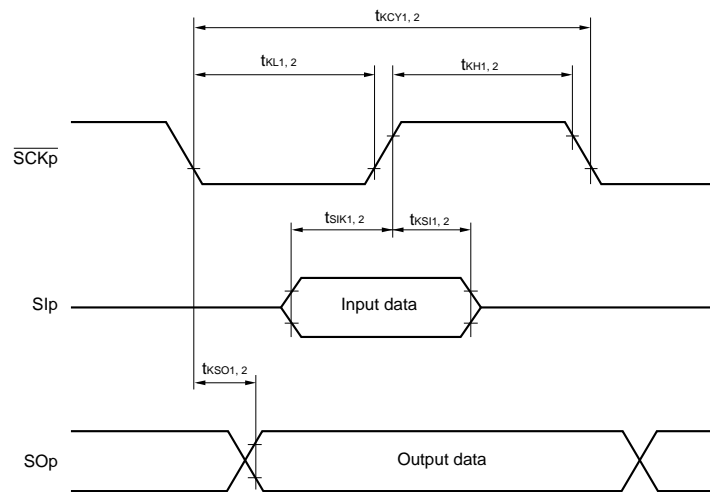 tKCY1, 2
tKL1, 2
tKH1, 2
SCKp
tSIK1, 2
tKSI1, 2
SIp
Input data
tKSO1, 2
SOp
Output data